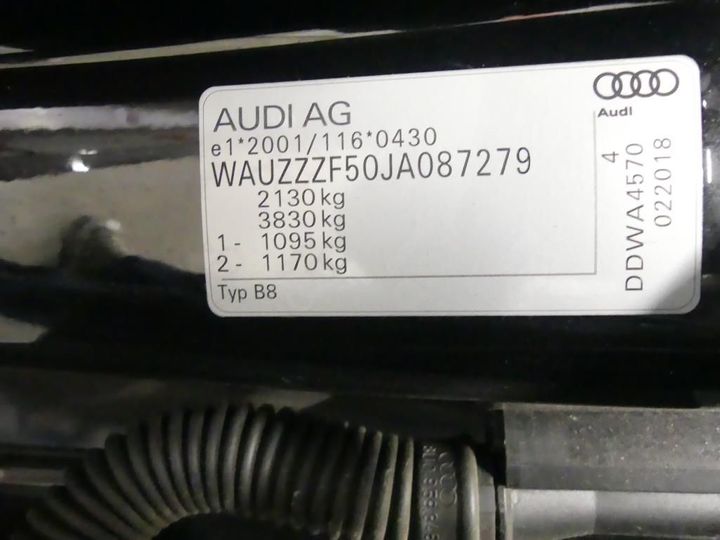 AUDI AG
e1*2001/116*0430
WAUZZZF50JA087279
2130 kg
3830 kg
1 - 1095 kg
2 - 1170 kg
Typ B8
Audi
4
DDWA4570
022018